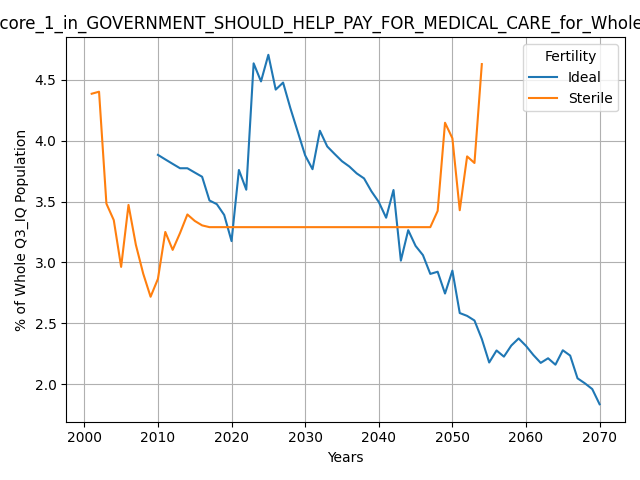 core_1_in_GOVERNMENT_SHOULD_HELP_PAY_FOR_MEDICAL_CARE_for_Whole
Fertility
Ideal
Sterile
4.5
4.0
3.5
3.0
2.5
2.0
% of Whole Q3_IQ Population
2000 2010 2020 2030 2040 2050 2060 2070
Years